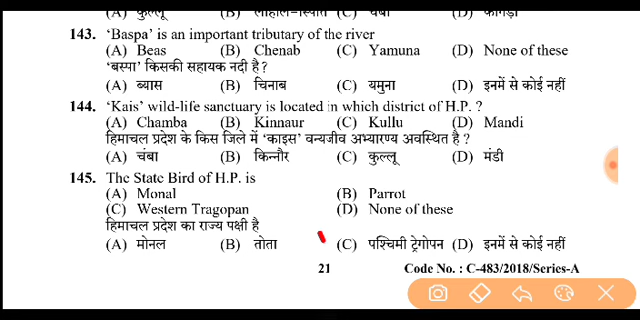 (A) कुल्लू (B) लाहौल-स्पिति (C) चंबा (D) कांगड़ा
143. ‘Baspa’ is an important tributary of the river
(A) Beas (B) Chenab (C) Yamuna (D) None of these
‘बस्पा’ किसकी सहायक नदी है ?
(A) ब्यास (B) चिनाब (C) यमुना (D) इनमें से कोई नहीं
144. ‘Kais’ wild-life sanctuary is located in which district of H.P. ?
(A) Chamba (B) Kinnaur (C) Kullu (D) Mandi
हिमाचल प्रदेश के किस जिले में ‘काइस’ वन्यजीव अभ्यारण्य अवस्थित है ?
(A) चंबा (B) किन्नौर (C) कुल्लू (D) मंडी
145. The State Bird of H.P. is
(A) Monal (B) Parrot
(C) Western Tragopan (D) None of these
हिमाचल प्रदेश का राज्य पक्षी है
(A) मोनल (B) तोता (C) पश्चिमी ट्रेगोपन (D) इनमें से कोई नहीं
21 Code No. : C-483/2018/Series-A